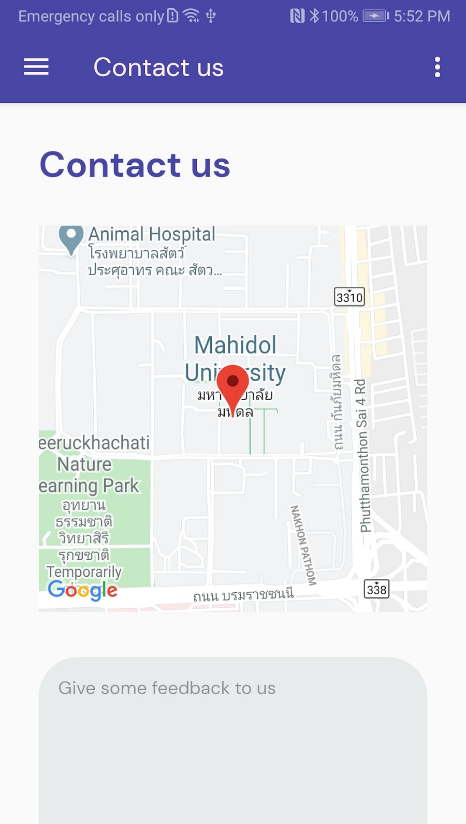 Emergency calls only
100%
5:52 PM
Contact us
Contact us
Animal Hospital
โรงพยาบาลสัตว์
ประศุอาทร คณะ สัตว...
3310
Mahidol
University
มหาวิทยาลัย
มหิดล
ถนน กันภัยมหิดล
Phutthamonthon Sai 4 Rd
eeruckhachati
Nature
earning Park
อุทยาน
ธรรมชาติ
วิทยาสิริ
รุกขชาติ
Temporarily
NAKHON PATHOM
Google
ถนน บรมราชชนนี
338
Give some feedback to us